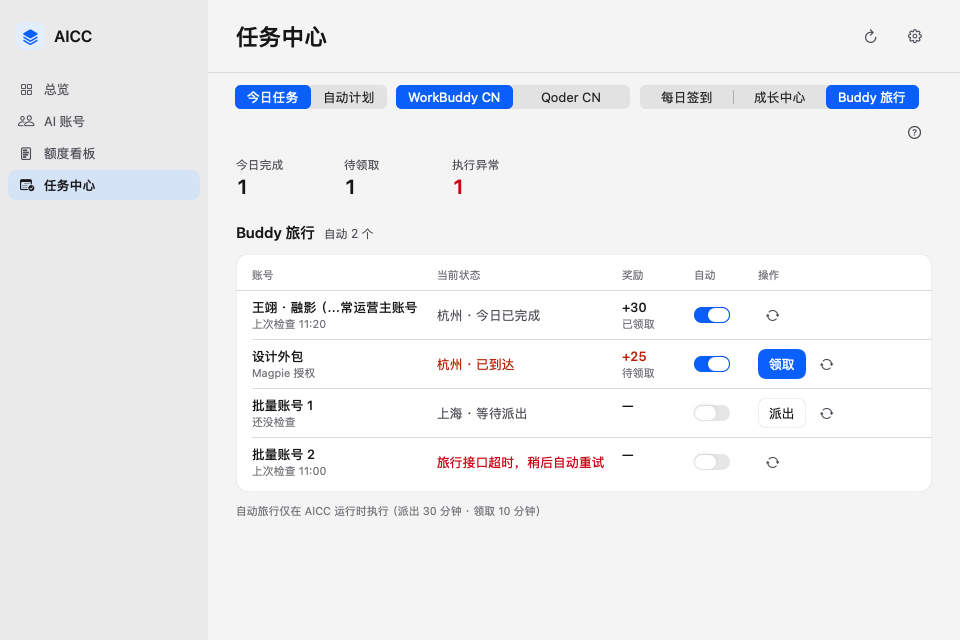 AICC
总览
AI 账号
额度看板
任务中心
任务中心
今日任务 自动计划 WorkBuddy CN Qoder CN 每日签到 成长中心 Buddy 旅行
今日完成 待领取 执行异常
1 1 1
Buddy 旅行 自动 2 个
账号 当前状态 奖励 自动 操作
王翊 · 融影 (…常运营主账号
上次检查 11:20
杭州 · 今日已完成
+30
已领取
设计外包
Magpie 授权
杭州 · 已到达
+25
待领取
领取
批量账号 1
还没检查
上海 · 等待派出
—
派出
批量账号 2
上次检查 11:00
旅行接口超时，稍后自动重试
—
自动旅行仅在 AICC 运行时执行 (派出 30 分钟 · 领取 10 分钟)